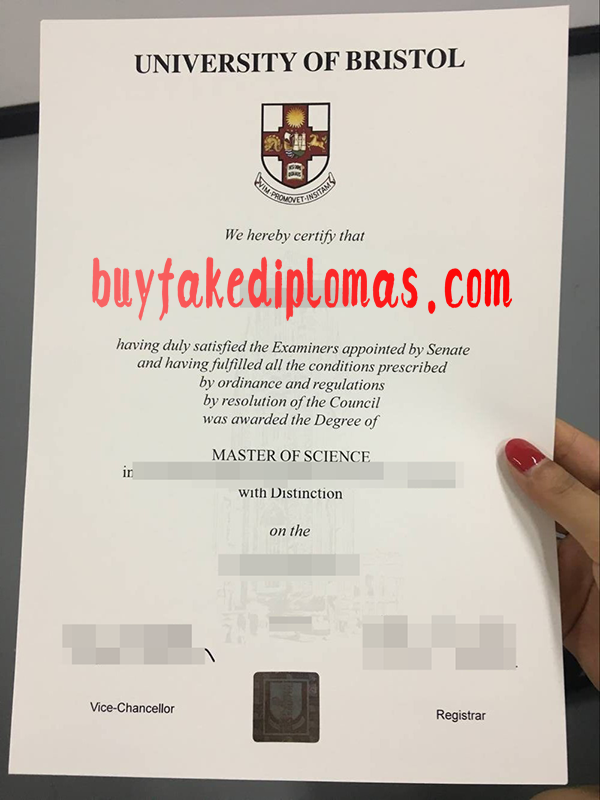 UNIVERSITY OF BRISTOL
VIM·PROMOVET·INSITAM
We hereby certify that
buyfakediplomas.com
having duly satisfied the Examiners appointed by Senate
and having fulfilled all the conditions prescribed
by ordinance and regulations
by resolution of the Council
was awarded the Degree of
MASTER OF SCIENCE
in
with Distinction
on the
Vice-Chancellor
Registrar